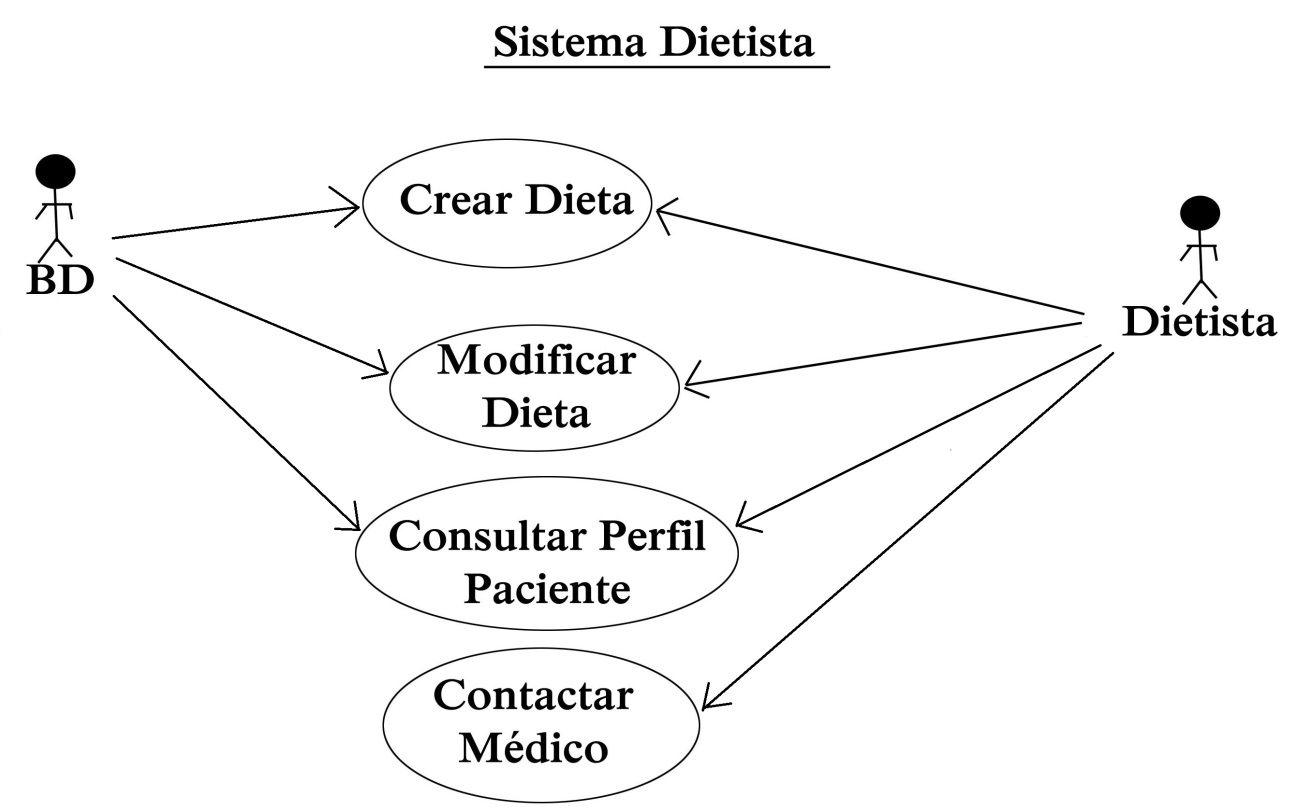 Sistema Dietista
Crear Dieta
BD
Dietista
Modificar
Dieta
Consultar Perfil
Paciente
Contactar
Médico